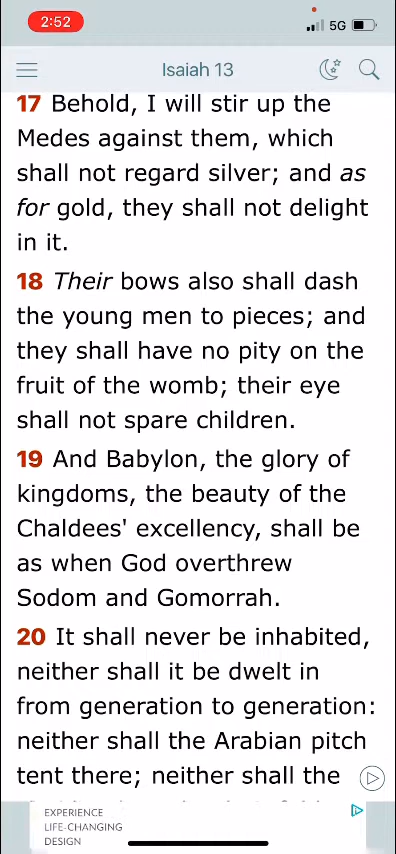 2:52
5G
Isaiah 13
17 Behold, I will stir up the
Medes against them, which
shall not regard silver; and as
for gold, they shall not delight
in it.
18 Their bows also shall dash
the young men to pieces; and
they shall have no pity on the
fruit of the womb; their eye
shall not spare children.
19 And Babylon, the glory of
kingdoms, the beauty of the
Chaldees' excellency, shall be
as when God overthrew
Sodom and Gomorrah.
20 It shall never be inhabited,
neither shall it be dwelt in
from generation to generation:
neither shall the Arabian pitch
tent there; neither shall the
EXPERIENCE
LIFE-CHANGING
DESIGN